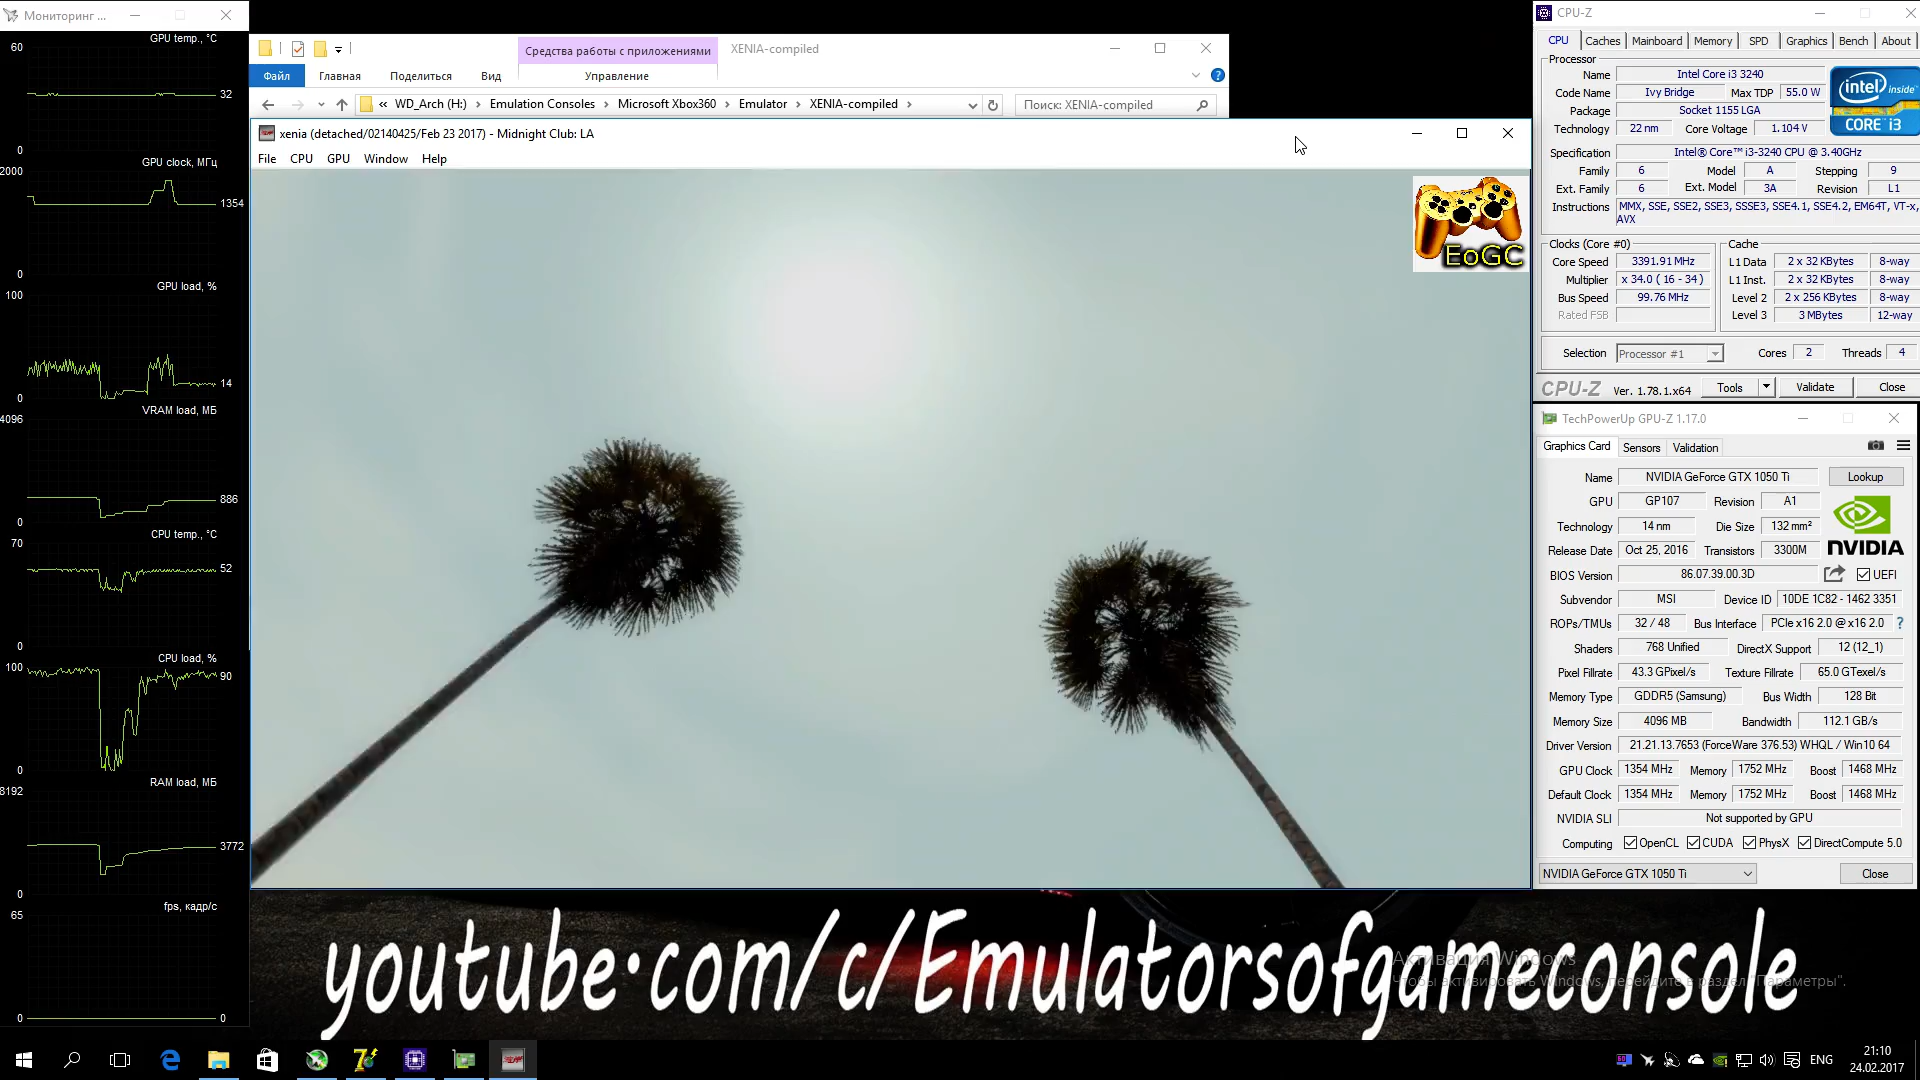 Мониторинг ...
GPU temp., °C
60
32
0
GPU clock, МГц
2000
1354
0
GPU load, %
100
14
0
VRAM load, МБ
4096
886
0
CPU temp., °C
70
52
0
CPU load, %
100
90
0
RAM load, МБ
8192
3772
0
fps, кадр/с
65
0
0
Средства работы с приложениями
XENIA-compiled
Файл
Главная
Поделиться
Вид
Управление
« WD_Arch (H:) › Emulation Consoles › Microsoft Xbox360 › Emulator › XENIA-compiled ›
Поиск: XENIA-compiled
xenia (detached/02140425/Feb 23 2017) - Midnight Club: LA
File CPU GPU Window Help
EoGC
CPU-Z
CPU Caches Mainboard Memory SPD Graphics Bench About
Processor
Name Intel Core i3 3240
Code Name Ivy Bridge Max TDP 55.0 W
Package Socket 1155 LGA
Technology 22 nm Core Voltage 1.104 V
intel inside™
CORE i3
Specification Intel® Core™ i3-3240 CPU @ 3.40GHz
Family 6 Model A Stepping 9
Ext. Family 6 Ext. Model 3A Revision L1
Instructions MMX, SSE, SSE2, SSE3, SSSE3, SSE4.1, SSE4.2, EM64T, VT-x,
AVX
Clocks (Core #0)
Core Speed 3391.91 MHz
Multiplier x 34.0 ( 16 - 34 )
Bus Speed 99.76 MHz
Rated FSB
Cache
L1 Data 2 x 32 KBytes 8-way
L1 Inst. 2 x 32 KBytes 8-way
Level 2 2 x 256 KBytes 8-way
Level 3 3 MBytes 12-way
Selection Processor #1 Cores 2 Threads 4
CPU-Z Ver. 1.78.1.x64 Tools Validate Close
TechPowerUp GPU-Z 1.17.0
Graphics Card Sensors Validation
Name NVIDIA GeForce GTX 1050 Ti Lookup
GPU GP107 Revision A1
Technology 14 nm Die Size 132 mm²
Release Date Oct 25, 2016 Transistors 3300M
NVIDIA
BIOS Version 86.07.39.00.3D UEFI
Subvendor MSI Device ID 10DE 1C82 - 1462 3351
ROPs/TMUs 32 / 48 Bus Interface PCIe x16 2.0 @ x16 2.0 ?
Shaders 768 Unified DirectX Support 12 (12_1)
Pixel Fillrate 43.3 GPixel/s Texture Fillrate 65.0 GTexel/s
Memory Type GDDR5 (Samsung) Bus Width 128 Bit
Memory Size 4096 MB Bandwidth 112.1 GB/s
Driver Version 21.21.13.7653 (ForceWare 376.53) WHQL / Win10 64
GPU Clock 1354 MHz Memory 1752 MHz Boost 1468 MHz
Default Clock 1354 MHz Memory 1752 MHz Boost 1468 MHz
NVIDIA SLI Not supported by GPU
Computing OpenCL CUDA PhysX DirectCompute 5.0
NVIDIA GeForce GTX 1050 Ti Close
youtube.com/c/Emulatorsofgameconsole
Активация Windows
Чтобы активировать Windows, перейдите в раздел "Параметры".
ENG
21:10
24.02.2017